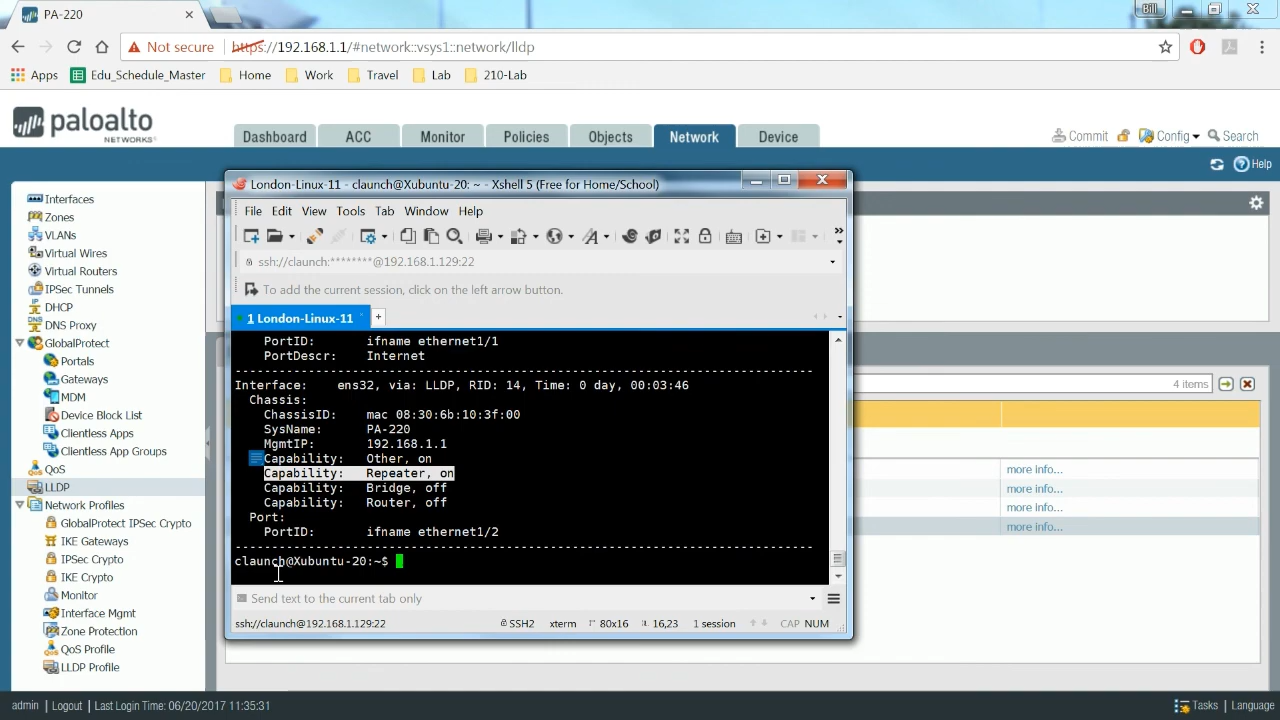 PA-220
Bill
Not secure https://192.168.1.1/#network::vsys1::network/lldp
Apps Edu_Schedule_Master Home Work Travel Lab 210-Lab
paloalto
NETWORKS
Dashboard ACC Monitor Policies Objects Network Device
Commit Config Search
Help
Interfaces
Zones
VLANs
Virtual Wires
Virtual Routers
IPSec Tunnels
DHCP
DNS Proxy
GlobalProtect
Portals
Gateways
MDM
Device Block List
Clientless Apps
Clientless App Groups
QoS
LLDP
Network Profiles
GlobalProtect IPSec Crypto
IKE Gateways
IPSec Crypto
IKE Crypto
Monitor
Interface Mgmt
Zone Protection
QoS Profile
LLDP Profile
London-Linux-11 - claunch@Xubuntu-20: ~ - Xshell 5 (Free for Home/School)
File Edit View Tools Tab Window Help
ssh://claunch:********@192.168.1.129:22
To add the current session, click on the left arrow button.
1 London-Linux-11
PortID: ifname ethernet1/1
PortDescr: Internet
-------------------------------------------------------------------------------
Interface: ens32, via: LLDP, RID: 14, Time: 0 day, 00:03:46
Chassis:
ChassisID: mac 08:30:6b:10:3f:00
SysName: PA-220
MgmtIP: 192.168.1.1
Capability: Other, on
Capability: Repeater, on
Capability: Bridge, off
Capability: Router, off
Port:
PortID: ifname ethernet1/2
-------------------------------------------------------------------------------
claunch@Xubuntu-20:~$
Send text to the current tab only
ssh://claunch@192.168.1.129:22 SSH2 xterm 80x16 16,23 1 session CAP NUM
4 items
more info...
more info...
more info...
more info...
admin | Logout | Last Login Time: 06/20/2017 11:35:31
Tasks | Language